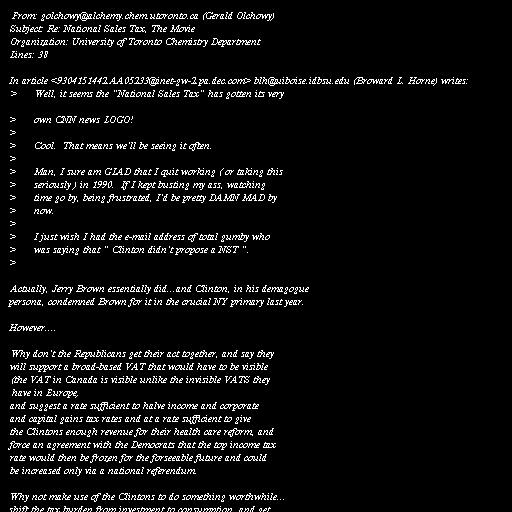 From: golchowy@alchemy.chem.utoronto.ca (Gerald Olchowy)
Subject: Re: National Sales Tax, The Movie
Organization: University of Toronto Chemistry Department
Lines: 38

In article <9304151442.AA05233@inet-gw-2.pa.dec.com> blh@uiboise.idbsu.edu (Broward L. Horne) writes:
>      Well, it seems the "National Sales Tax" has gotten its very

>      own CNN news LOGO!
>
>      Cool.  That means we'll be seeing it often.
>
>      Man, I sure am GLAD that I quit working ( or taking this
>      seriously ) in 1990.  If I kept busting my ass, watching
>      time go by, being frustrated, I'd be pretty DAMN MAD by
>      now.
>
>      I just wish I had the e-mail address of total gumby who
>      was saying that " Clinton didn't propose a NST ".
>

Actually, Jerry Brown essentially did...and Clinton, in his demagogue
persona, condemned Brown for it in the crucial NY primary last year.

However....

Why don't the Republicans get their act together, and say they
will support a broad-based VAT that would have to be visible
(the VAT in Canada is visible unlike the invisible VATS they
have in Europe,
and suggest a rate sufficient to halve income and corporate
and capital gains tax rates and at a rate sufficient to give
the Clintons enough revenue for their health care reform, and
force an agreement with the Democrats that the top income tax
rate would then be frozen for the forseeable future and could
be increased only via a national referendum.

Why not make use of the Clintons to do something worthwhile...
shift the tax burden from investment to consumption, and get